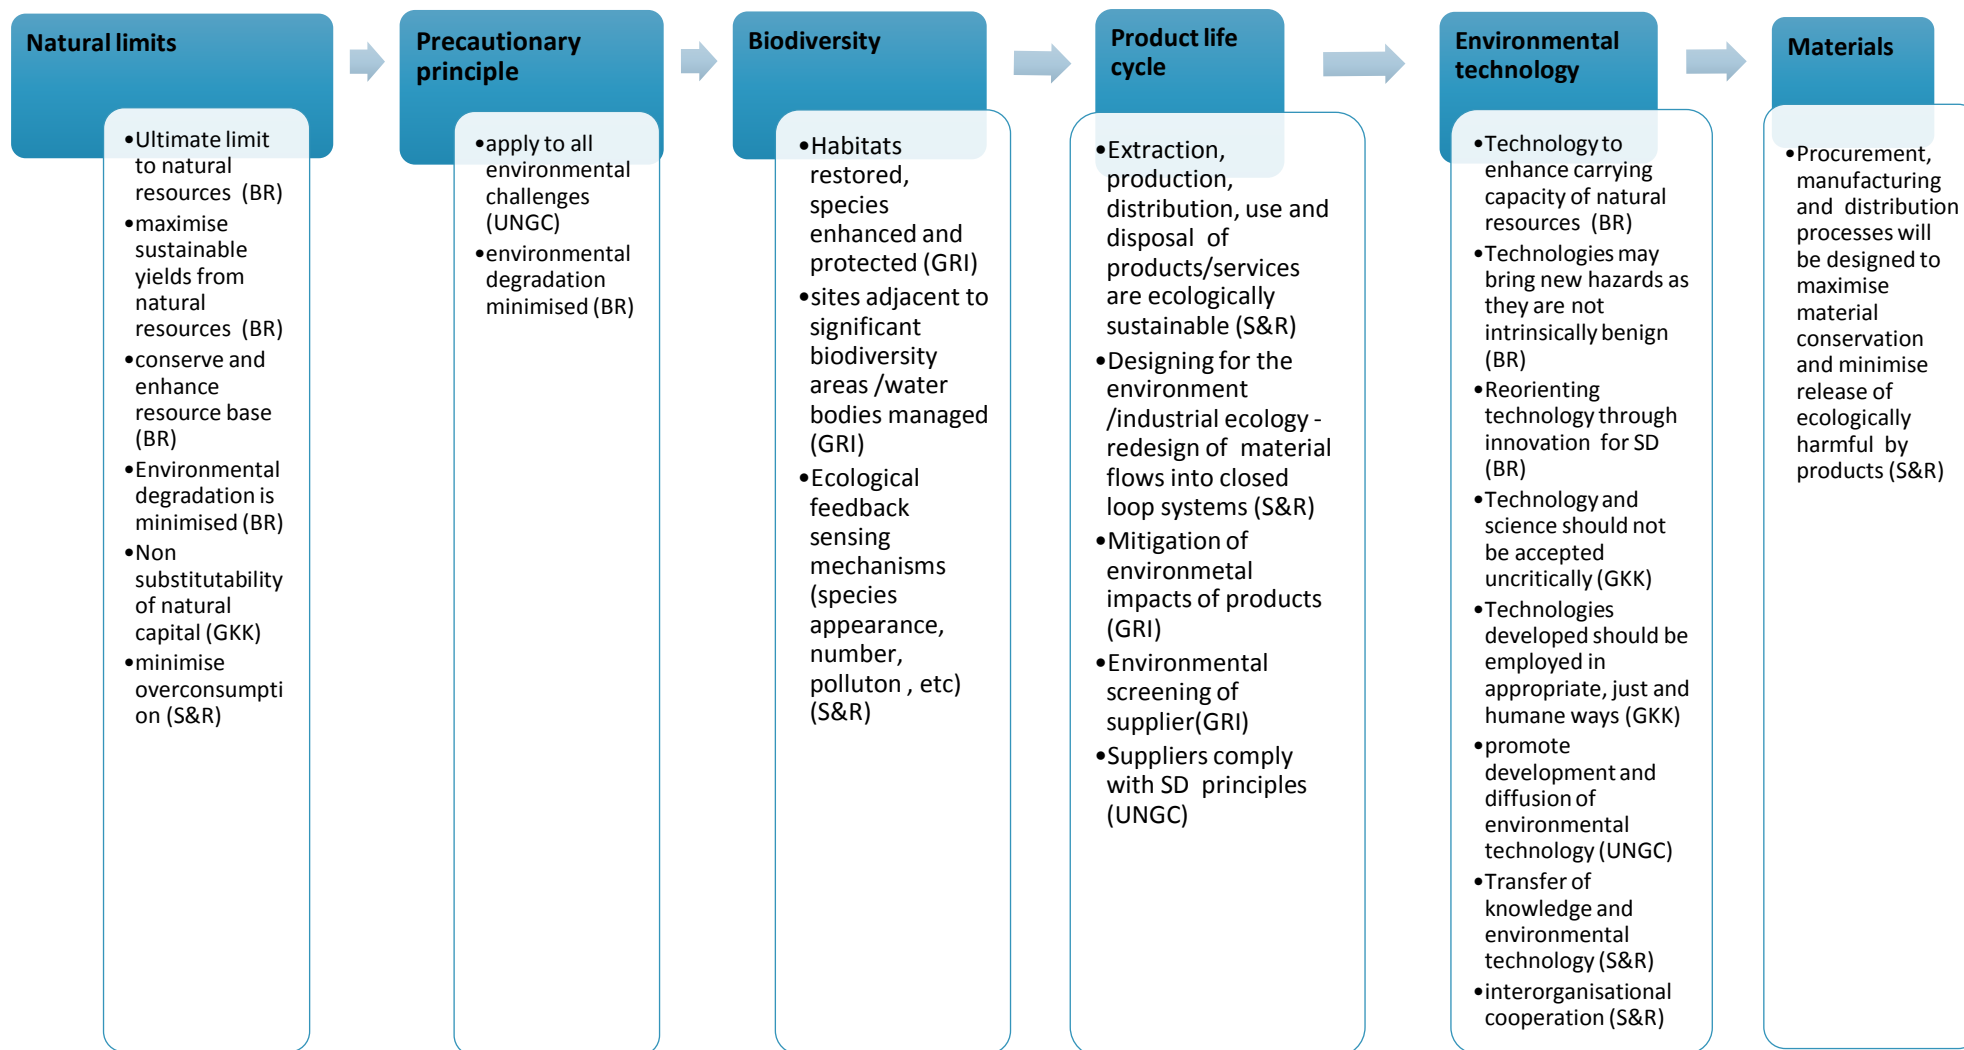 Natural limits
•Ultimate limit
to natural
resources (BR)
•maximise
sustainable
yields from
natural
resources (BR)
•conserve and
enhance
resource base
(BR)
•Environmental
degradation is
minimised (BR)
•Non
substitutability
of natural
capital (GKK)
•minimise
overconsumpti
on (S&R)
Precautionary
principle
•apply to all
environmental
challenges
(UNGC)
•environmental
degradation
minimised (BR)
Biodiversity
•Habitats
restored,
species
enhanced and
protected (GRI)
•sites adjacent to
significant
biodiversity
areas /water
bodies managed
(GRI)
•Ecological
feedback
sensing
mechanisms
(species
appearance,
number,
polluton , etc)
(S&R)
Product life
cycle
•Extraction,
production,
distribution, use and
disposal of
products/services
are ecologically
sustainable (S&R)
•Designing for the
environment
/industrial ecology -
redesign of material
flows into closed
loop systems (S&R)
•Mitigation of
environmetal
impacts of products
(GRI)
•Environmental
screening of
supplier(GRI)
•Suppliers comply
with SD principles
(UNGC)
Environmental
technology
•Technology to
enhance carrying
capacity of natural
resources (BR)
•Technologies may
bring new hazards as
they are not
intrinsically benign
(BR)
•Reorienting
technology through
innovation for SD
(BR)
•Technology and
science should not
be accepted
uncritically (GKK)
•Technologies
developed should be
employed in
appropriate, just and
humane ways (GKK)
•promote
development and
diffusion of
environmental
technology (UNGC)
•Transfer of
knowledge and
environmental
technology (S&R)
•interorganisational
cooperation (S&R)
Materials
•Procurement,
manufacturing
and distribution
processes will
be designed to
maximise
material
conservation
and minimise
release of
ecologically
harmful by
products (S&R)